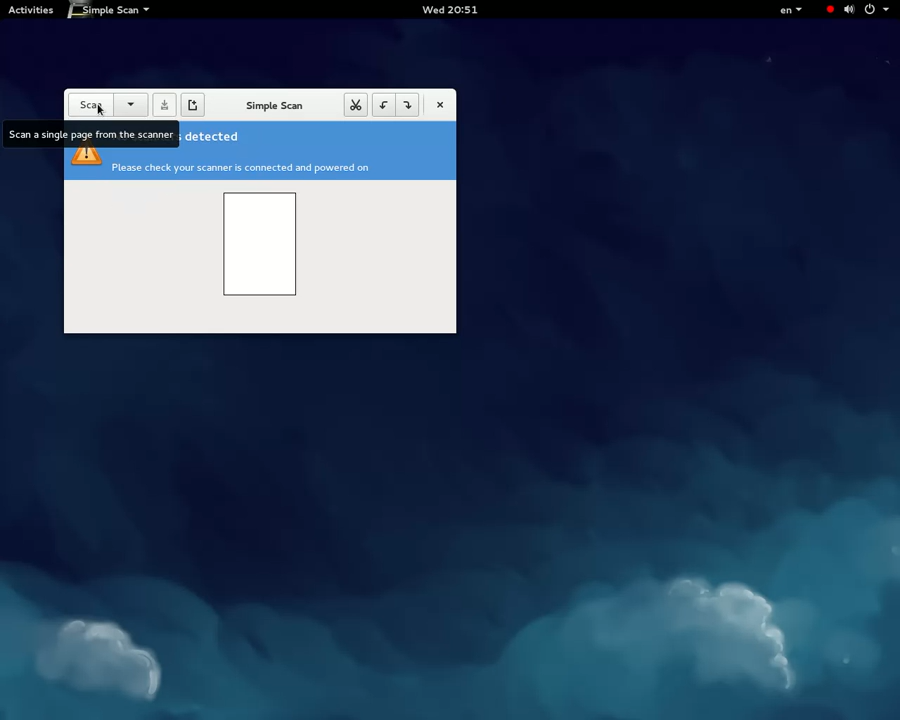 Activities
Simple Scan
Wed 20:51
en
Scan
Simple Scan
Scan a single page from the scanner
detected
Please check your scanner is connected and powered on